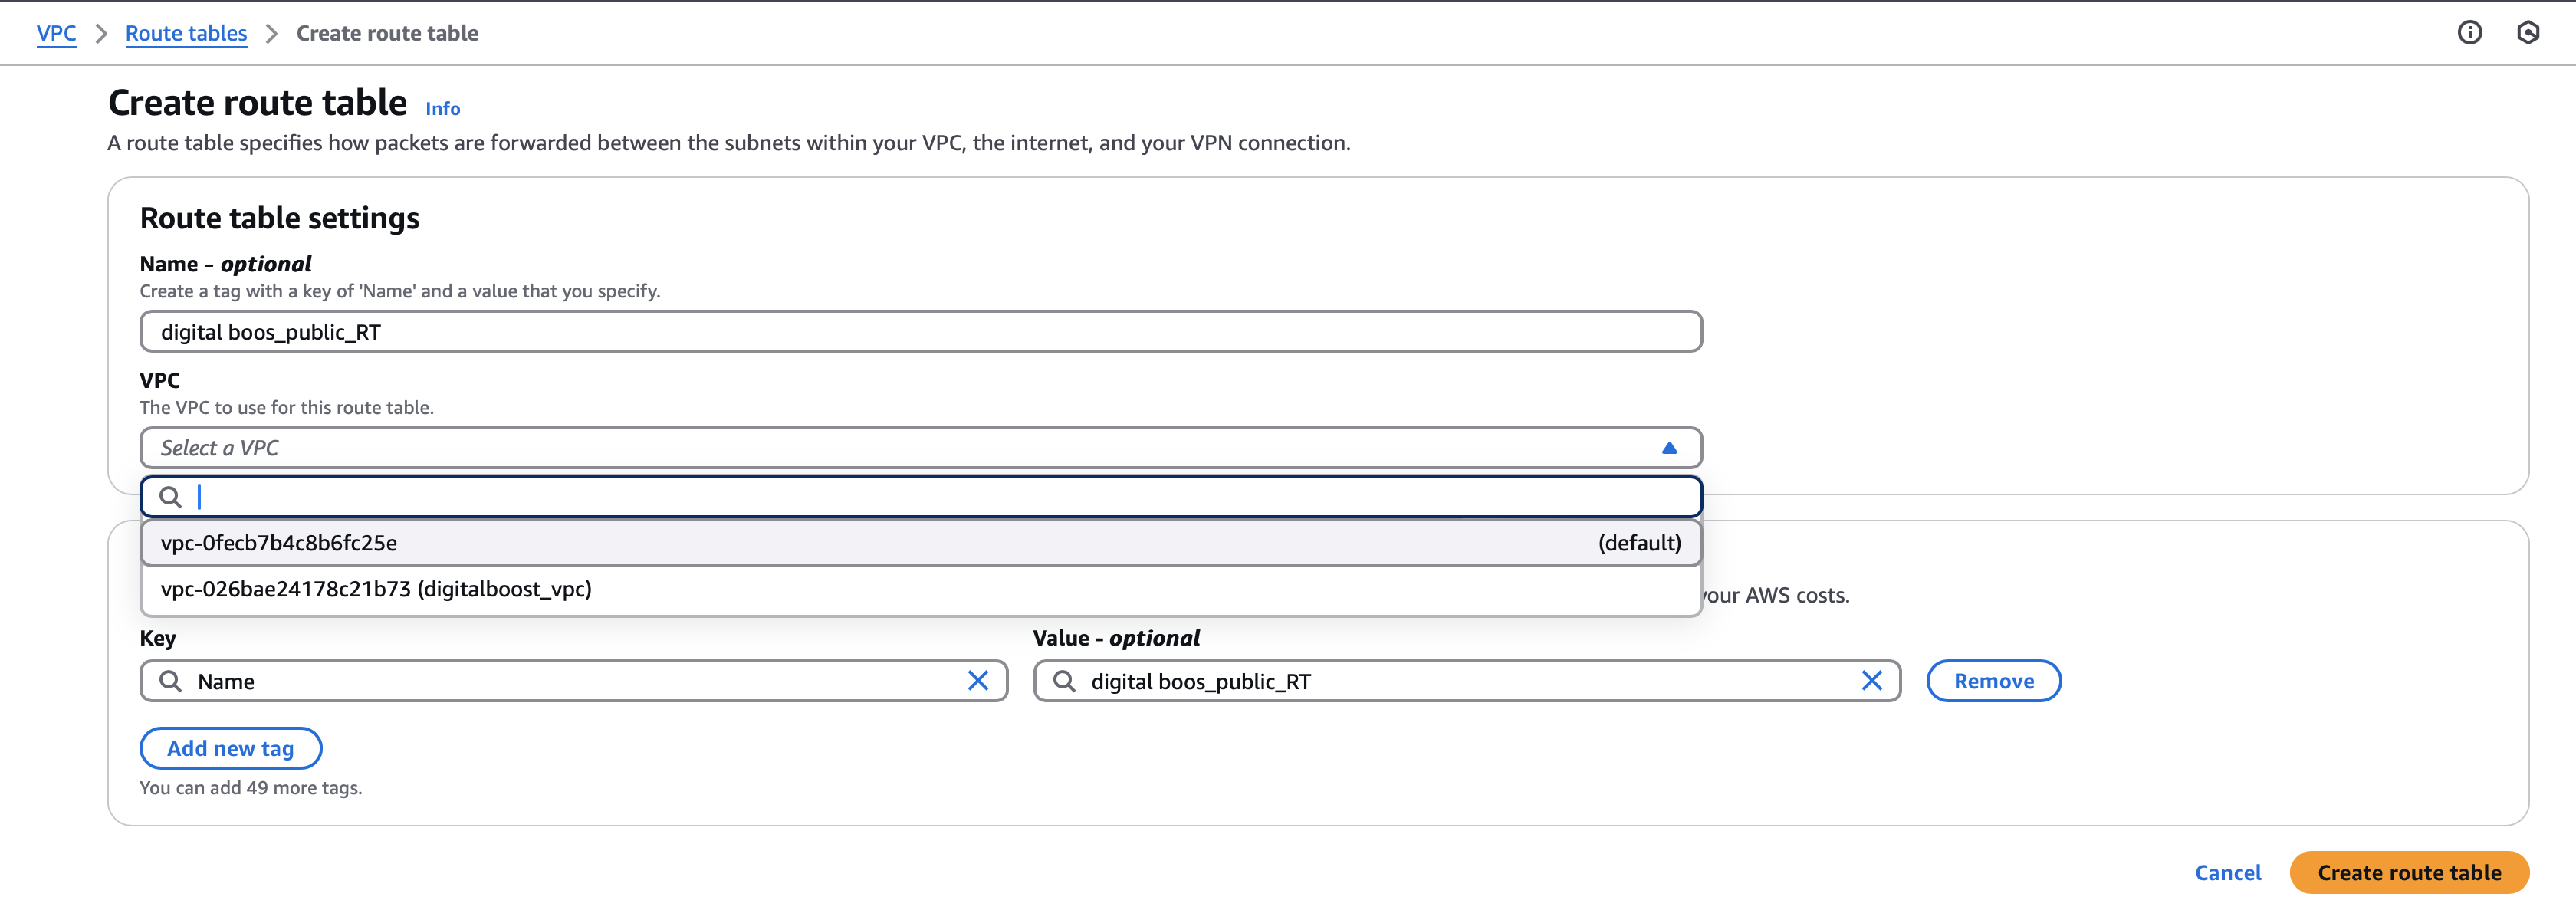 VPC > Route tables > Create route table
Create route table Info
A route table specifies how packets are forwarded between the subnets within your VPC, the internet, and your VPN connection.
Route table settings
Name – optional
Create a tag with a key of 'Name' and a value that you specify.
digital boos_public_RT
VPC
The VPC to use for this route table.
Select a VPC
vpc-0fecb7b4c8b6fc25e (default)
vpc-026bae24178c21b73 (digitalboost_vpc)
your AWS costs.
Key Value - optional
Name digital boos_public_RT Remove
Add new tag
You can add 49 more tags.
Cancel Create route table